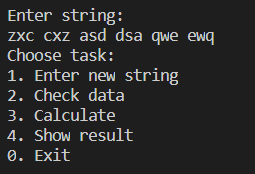 Enter string:
zxc cxz asd dsa qwe ewq
Choose task:
1. Enter new string
2. Check data
3. Calculate
4. Show result
0. Exit